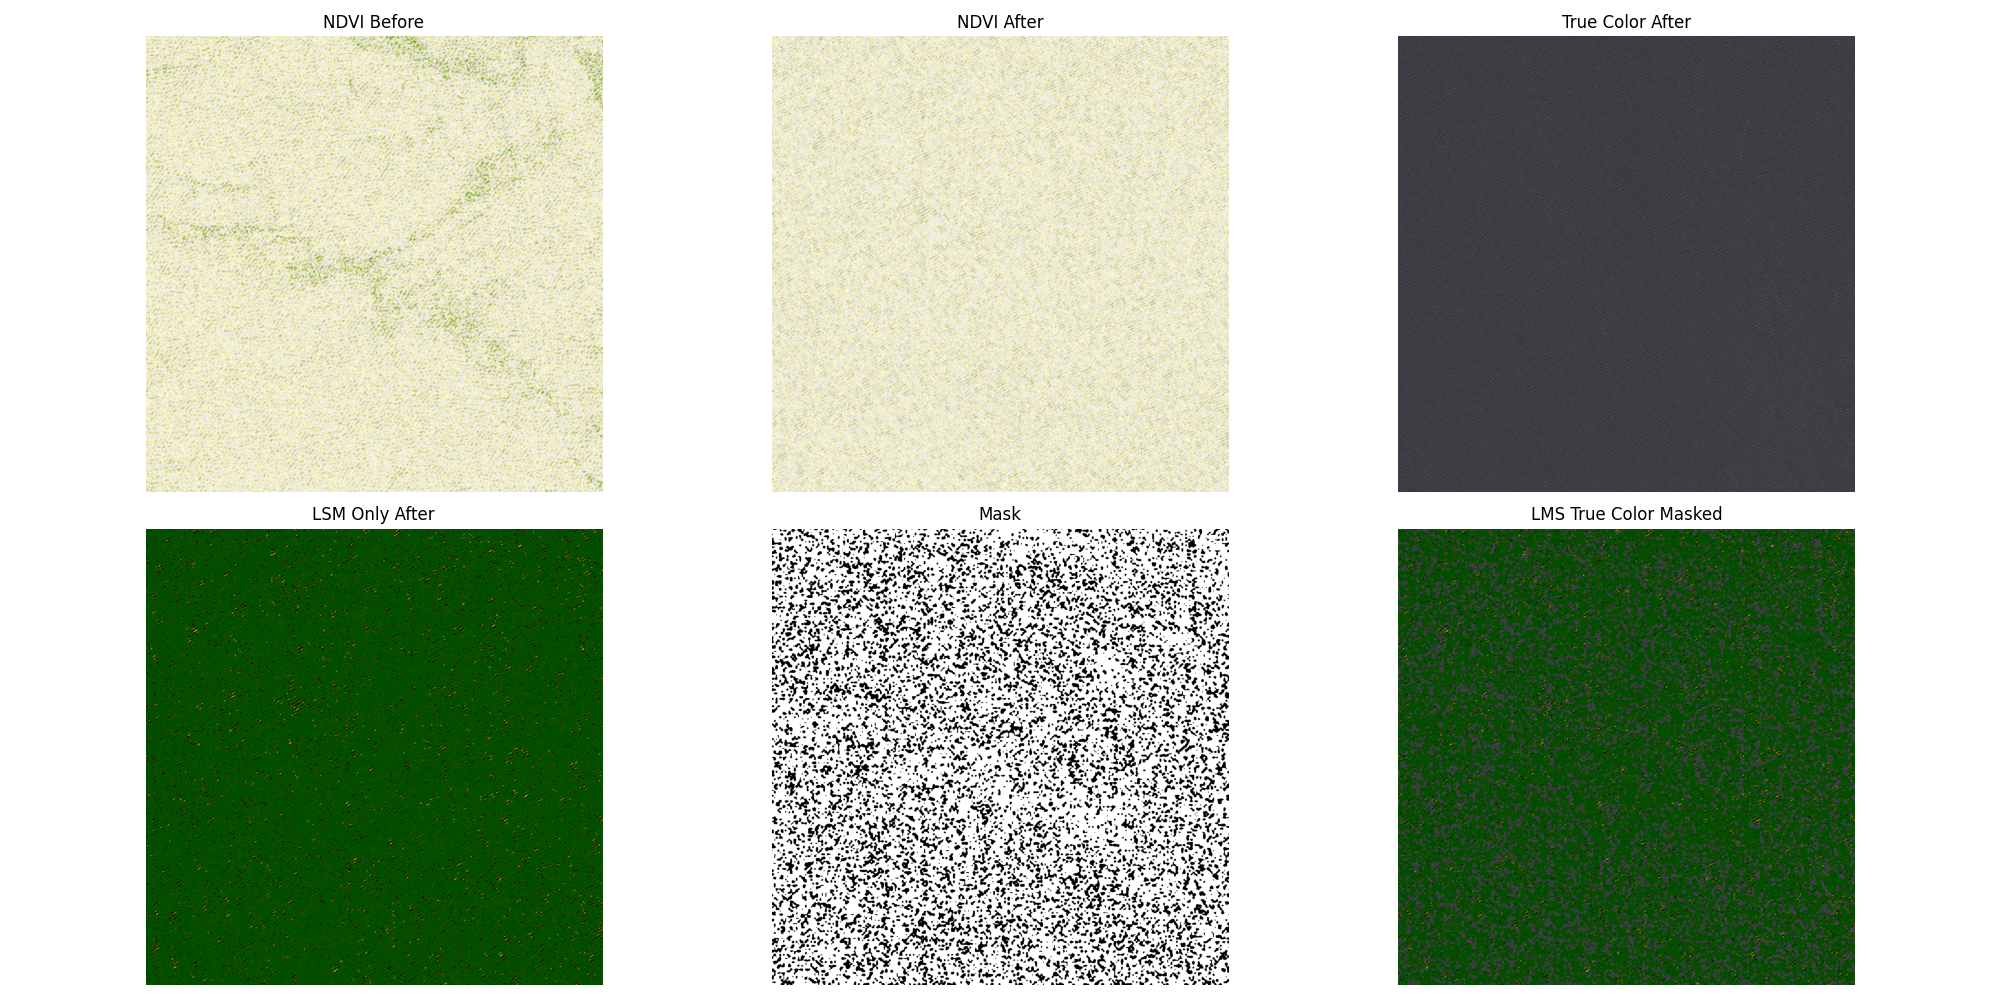 NDVI Before
NDVI After
True Color After
LSM Only After
Mask
LMS True Color Masked